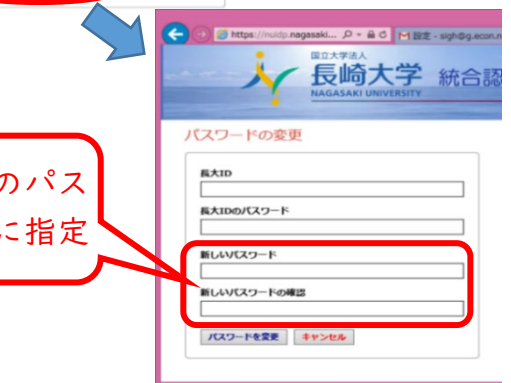 https://nuidp.nagasaki...
設定 - sigh@g.econ.n
国立大学法人
長崎大学 統合認
NAGASAKI UNIVERSITY
パスワードの変更
長大ID
長大IDのパスワード
のパス
に指定
新しいパスワード
新しいパスワードの確認
パスワードを変更 キャンセル